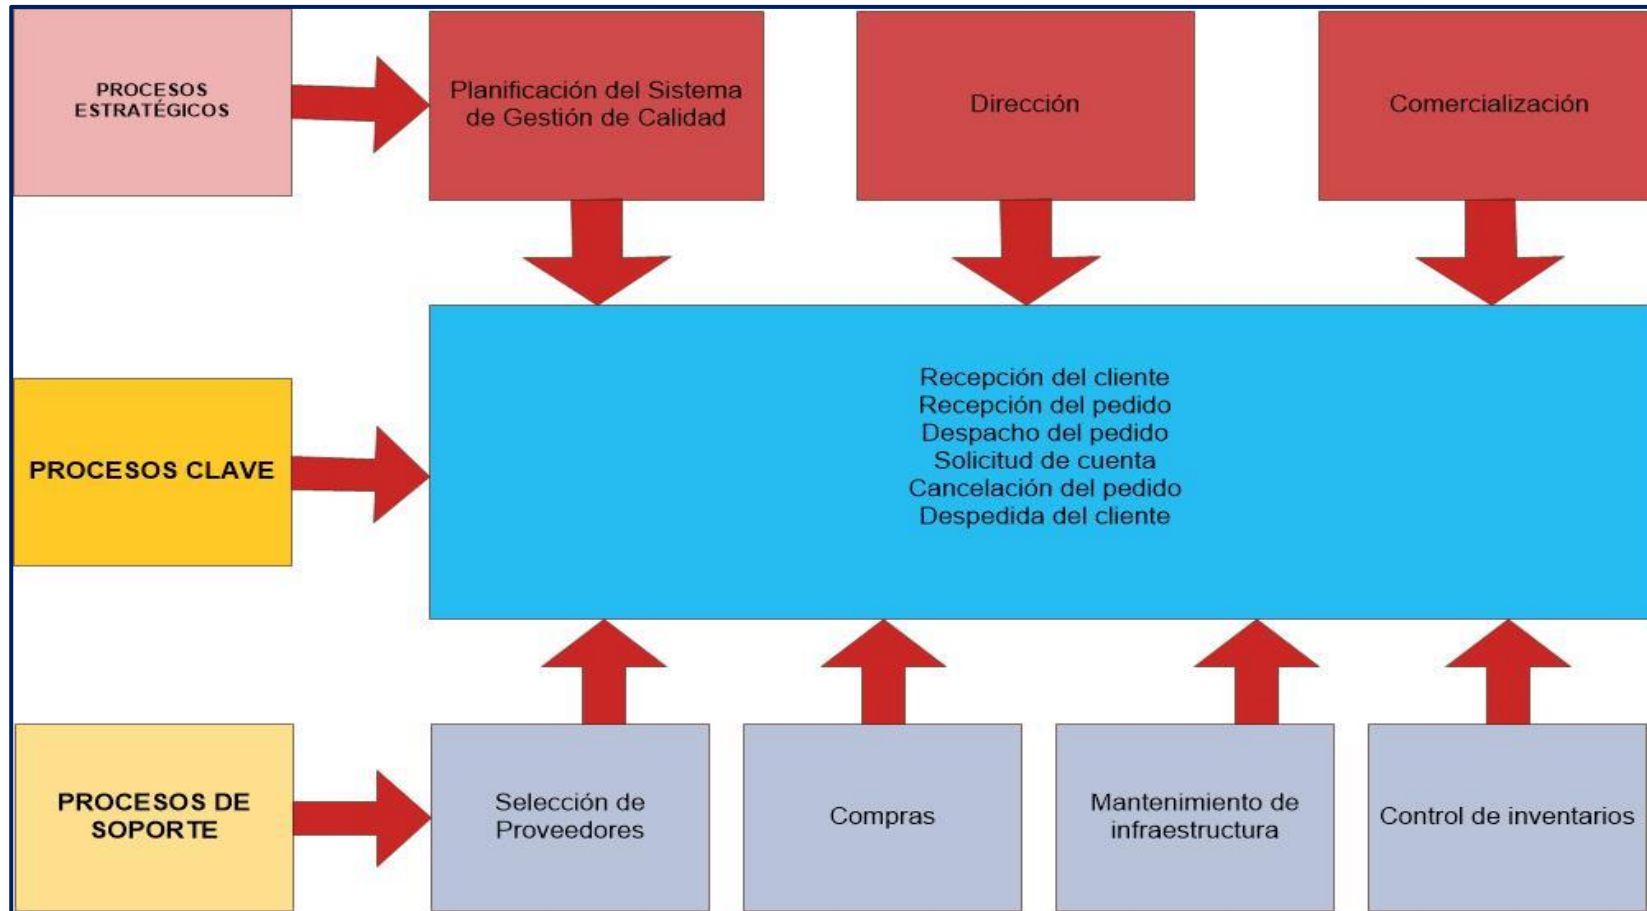 PROCESOS
ESTRATÉGICOS
Planificación del Sistema
de Gestión de Calidad
Dirección
Comercialización
PROCESOS CLAVE
Recepción del cliente
Recepción del pedido
Despacho del pedido
Solicitud de cuenta
Cancelación del pedido
Despedida del cliente
PROCESOS DE
SOPORTE
Selección de
Proveedores
Compras
Mantenimiento de
infraestructura
Control de inventarios